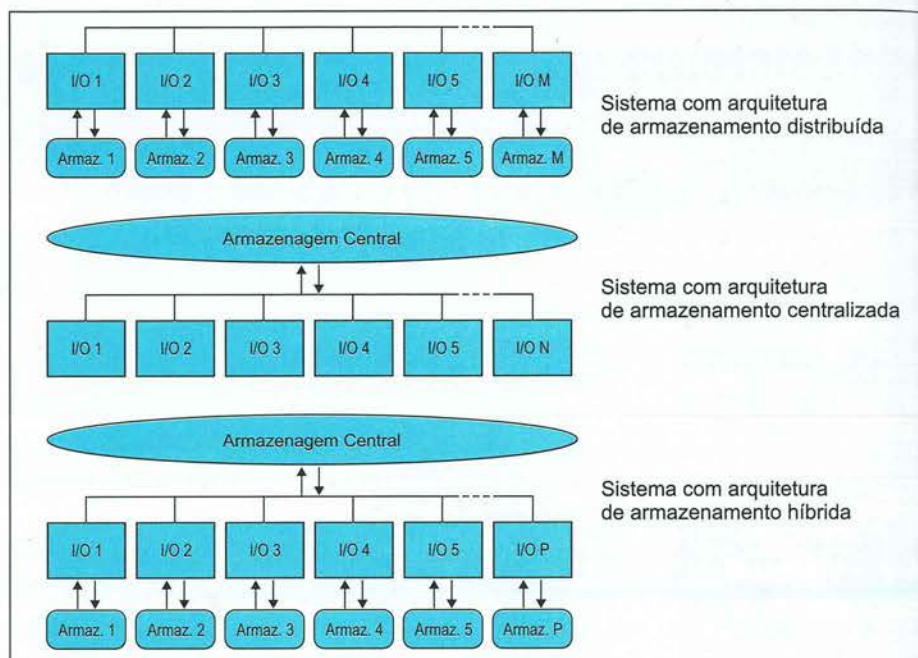 I/O 1 I/O 2 I/O 3 I/O 4 I/O 5 I/O M
Armaz. 1 Armaz. 2 Armaz. 3 Armaz. 4 Armaz. 5 Armaz. M
Sistema com arquitetura
de armazenamento distribuída
Armazenagem Central
I/O 1 I/O 2 I/O 3 I/O 4 I/O 5 I/O N
Sistema com arquitetura
de armazenamento centralizada
Armazenagem Central
I/O 1 I/O 2 I/O 3 I/O 4 I/O 5 I/O P
Armaz. 1 Armaz. 2 Armaz. 3 Armaz. 4 Armaz. 5 Armaz. P
Sistema com arquitetura
de armazenamento híbrida